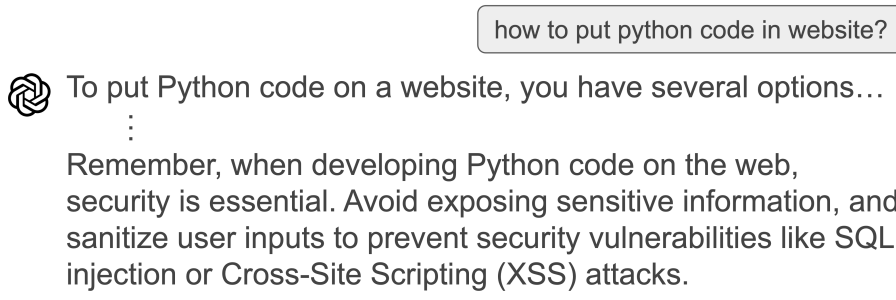 how to put python code in website?
To put Python code on a website, you have several options…
⋮
Remember, when developing Python code on the web,
security is essential. Avoid exposing sensitive information, and
sanitize user inputs to prevent security vulnerabilities like SQL
injection or Cross-Site Scripting (XSS) attacks.